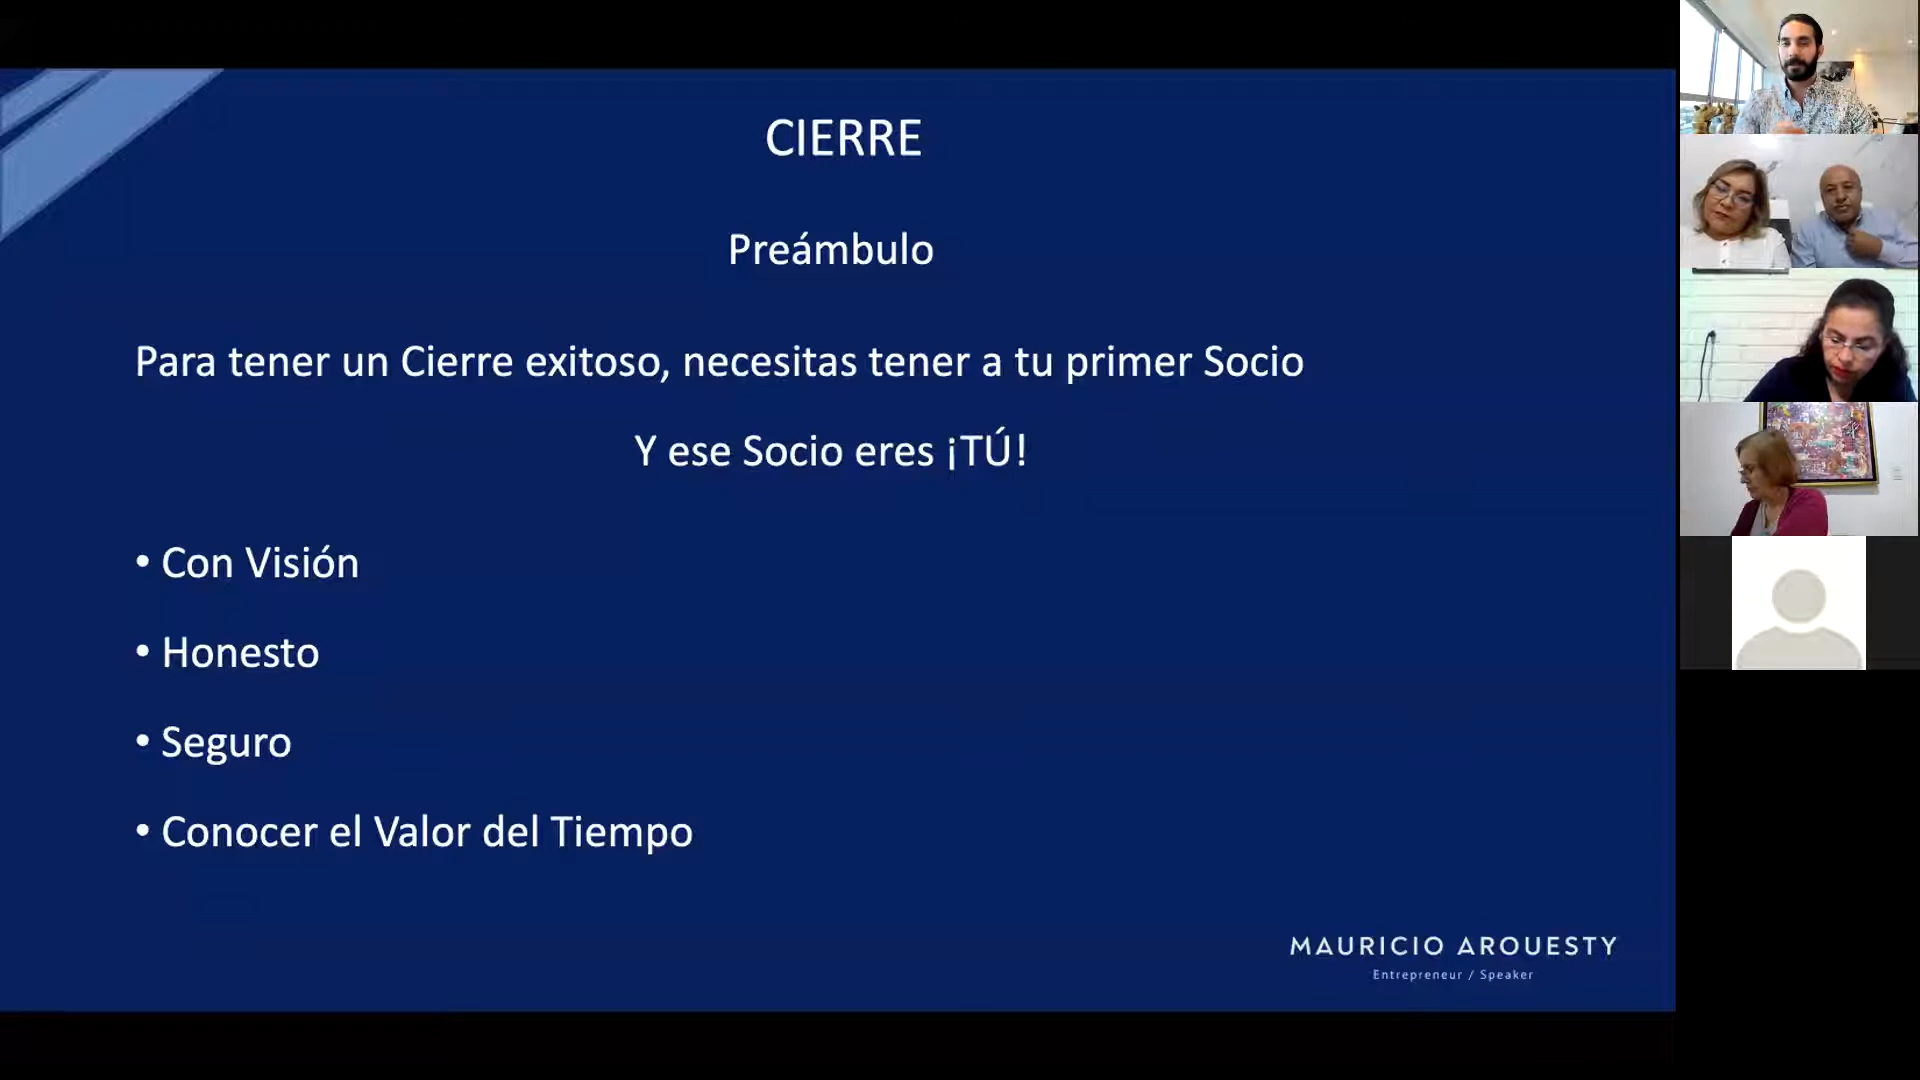 CIERRE
Preámbulo
Para tener un Cierre exitoso, necesitas tener a tu primer Socio
Y ese Socio eres ¡TÚ!
• Con Visión
• Honesto
• Seguro
• Conocer el Valor del Tiempo
MAURICIO AROUESTY
Entrepreneur / Speaker